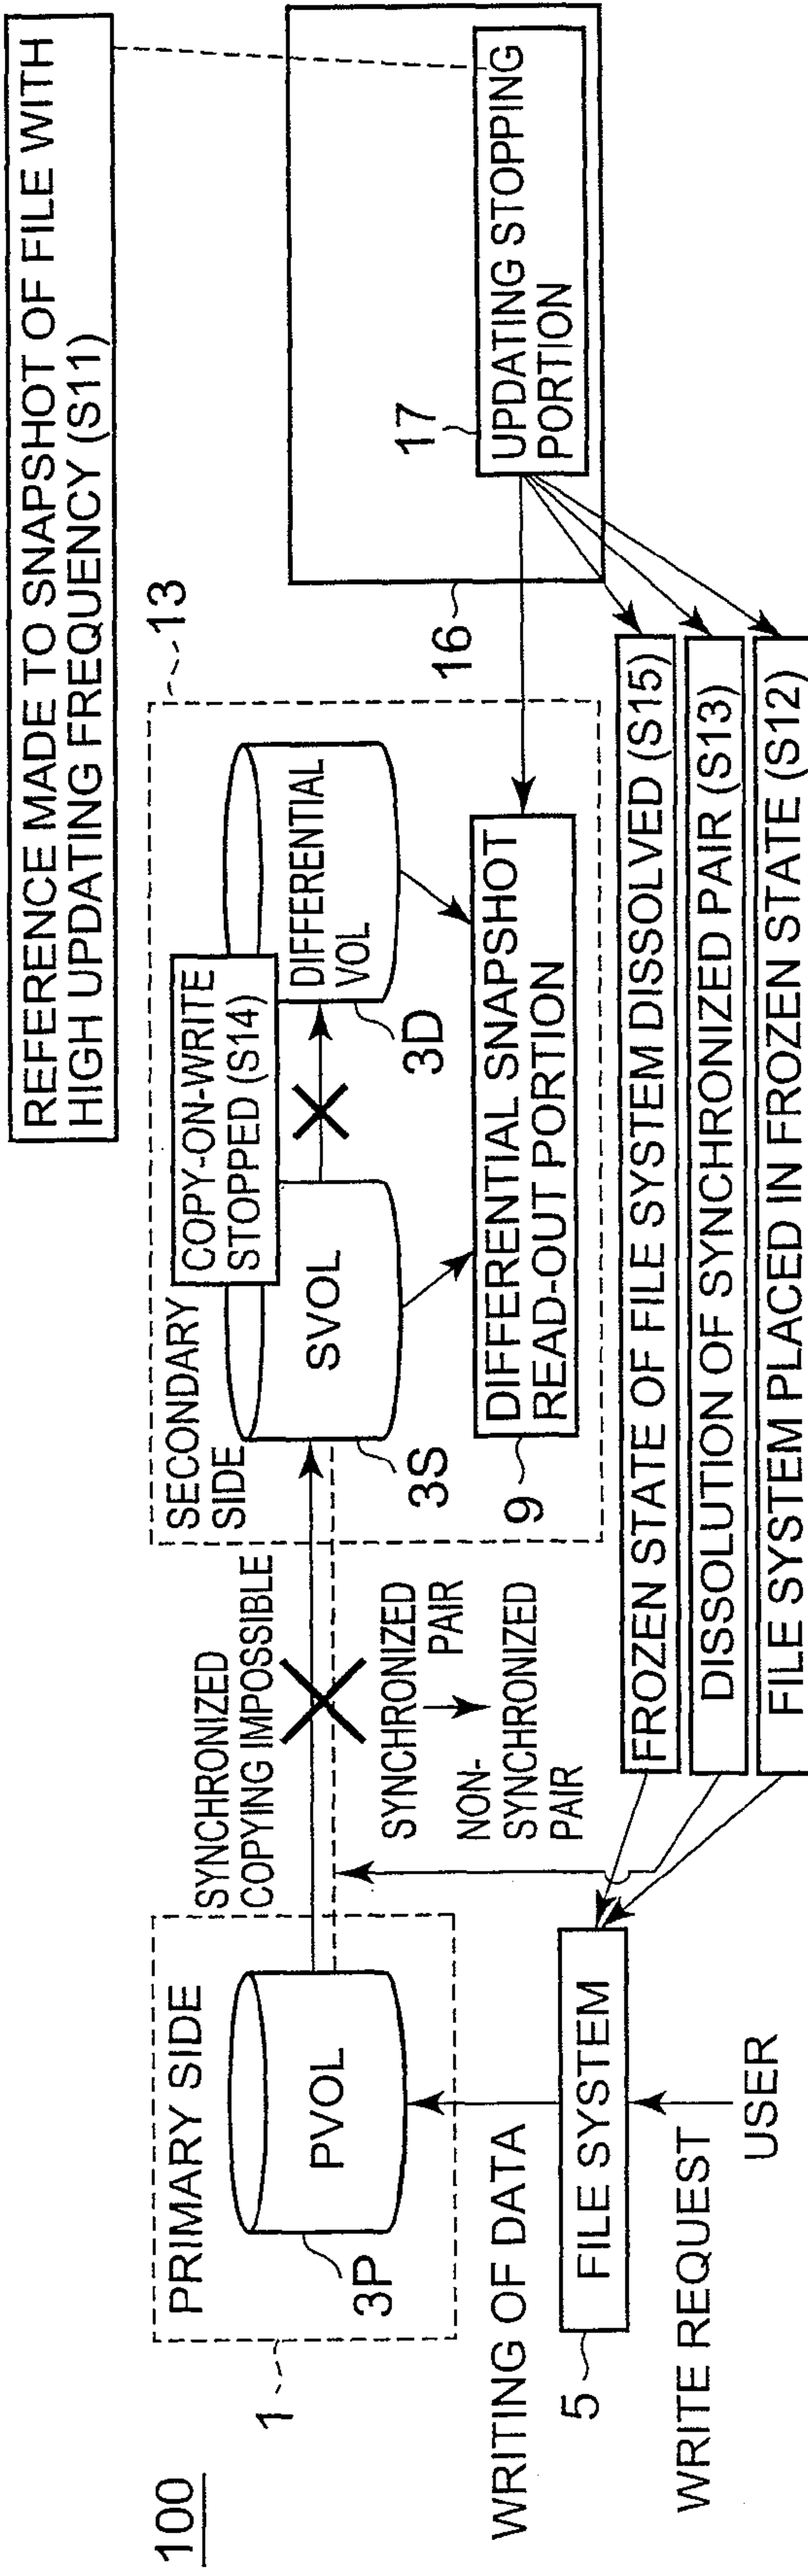 100
REFERENCE MADE TO SNAPSHOT OF FILE WITH
HIGH UPDATING FREQUENCY (S11)
1
PRIMARY SIDE
PVOL
3P
WRITING OF DATA
5
FILE SYSTEM
WRITE REQUEST
USER
SYNCHRONIZED
COPYING IMPOSSIBLE
SYNCHRONIZED
PAIR
NON-
SYNCHRONIZED
PAIR
13
SECONDARY
SIDE
COPY-ON-WRITE
STOPPED (S14)
SVOL
3S
DIFFERENTIAL
VOL
3D
9
DIFFERENTIAL SNAPSHOT
READ-OUT PORTION
16
17
UPDATING STOPPING
PORTION
FROZEN STATE OF FILE SYSTEM DISSOLVED (S15)
DISSOLUTION OF SYNCHRONIZED PAIR (S13)
FILE SYSTEM PLACED IN FROZEN STATE (S12)